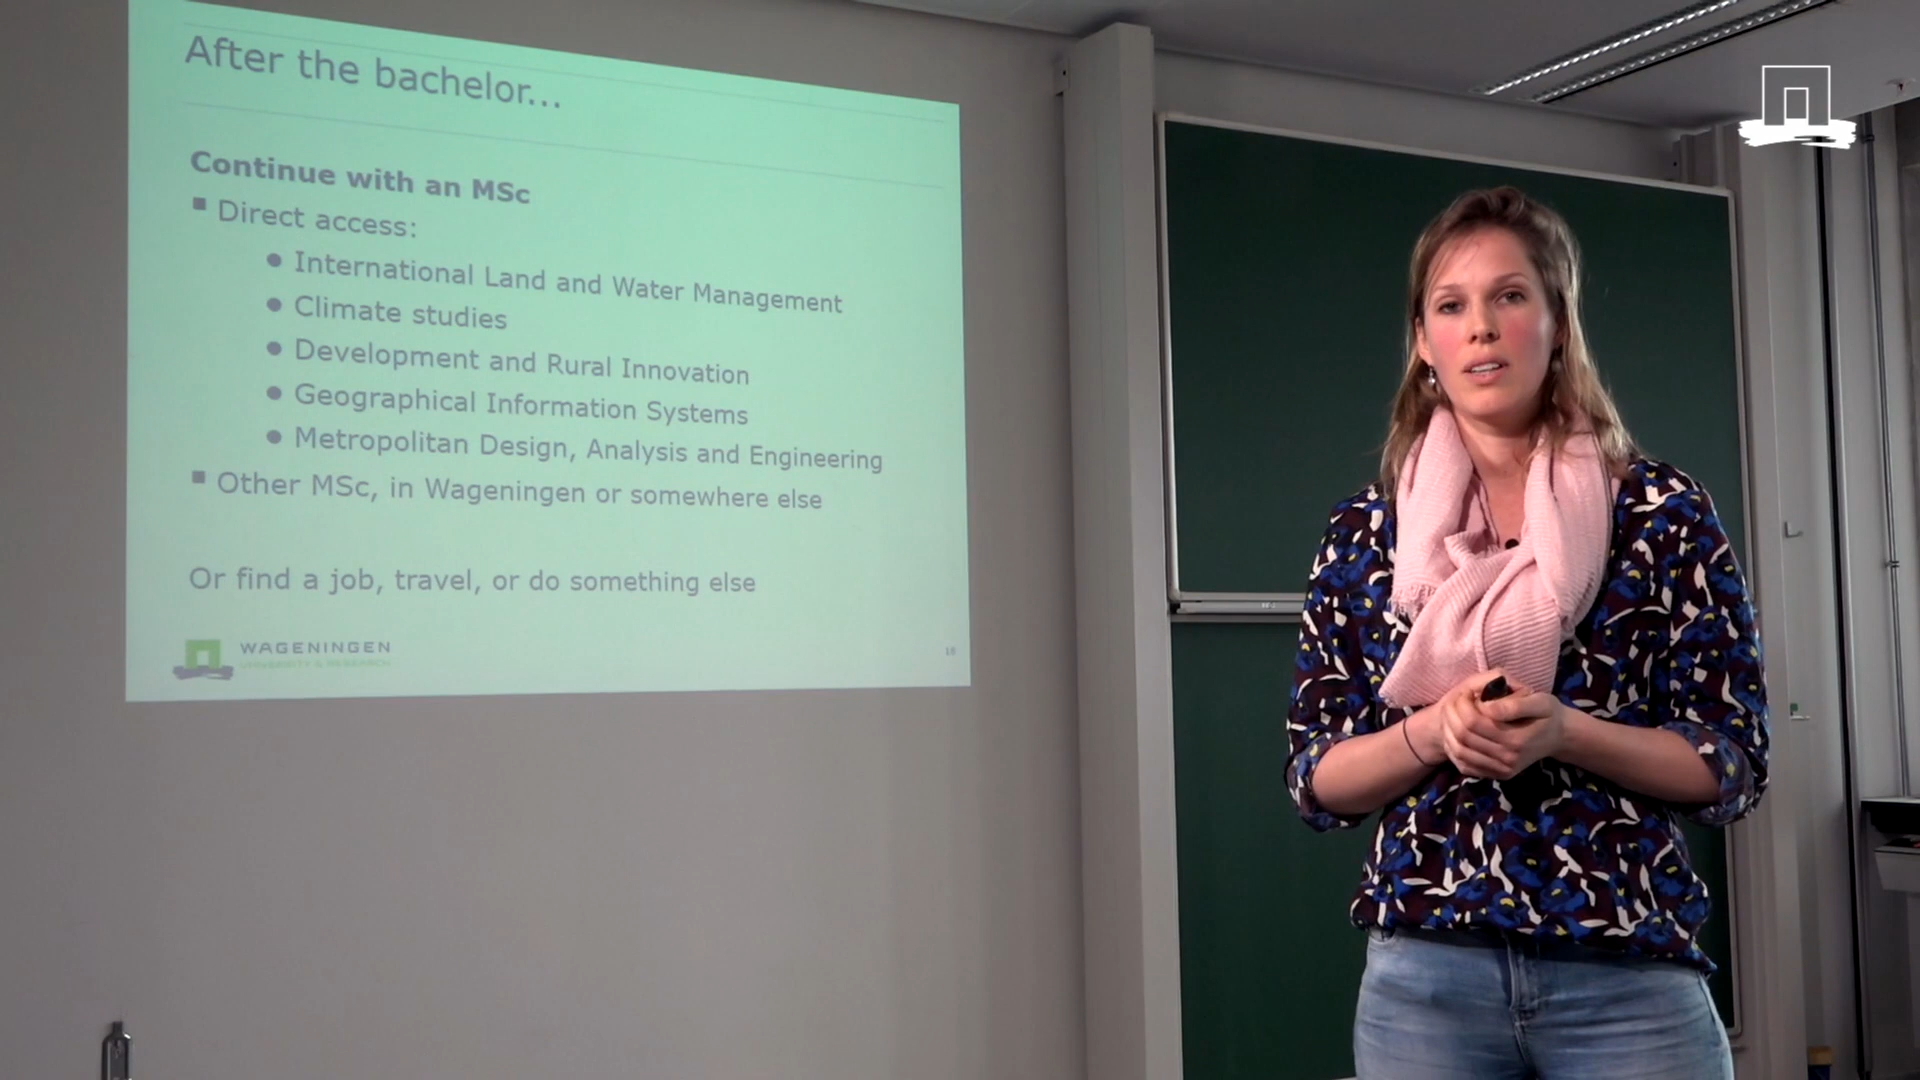 After the bachelor...
Continue with an MSc
Direct access:
International Land and Water Management
Climate studies
Development and Rural Innovation
Geographical Information Systems
Metropolitan Design, Analysis and Engineering
Other MSc, in Wageningen or somewhere else
Or find a job, travel, or do something else
WAGENINGEN
UNIVERSITY & RESEARCH